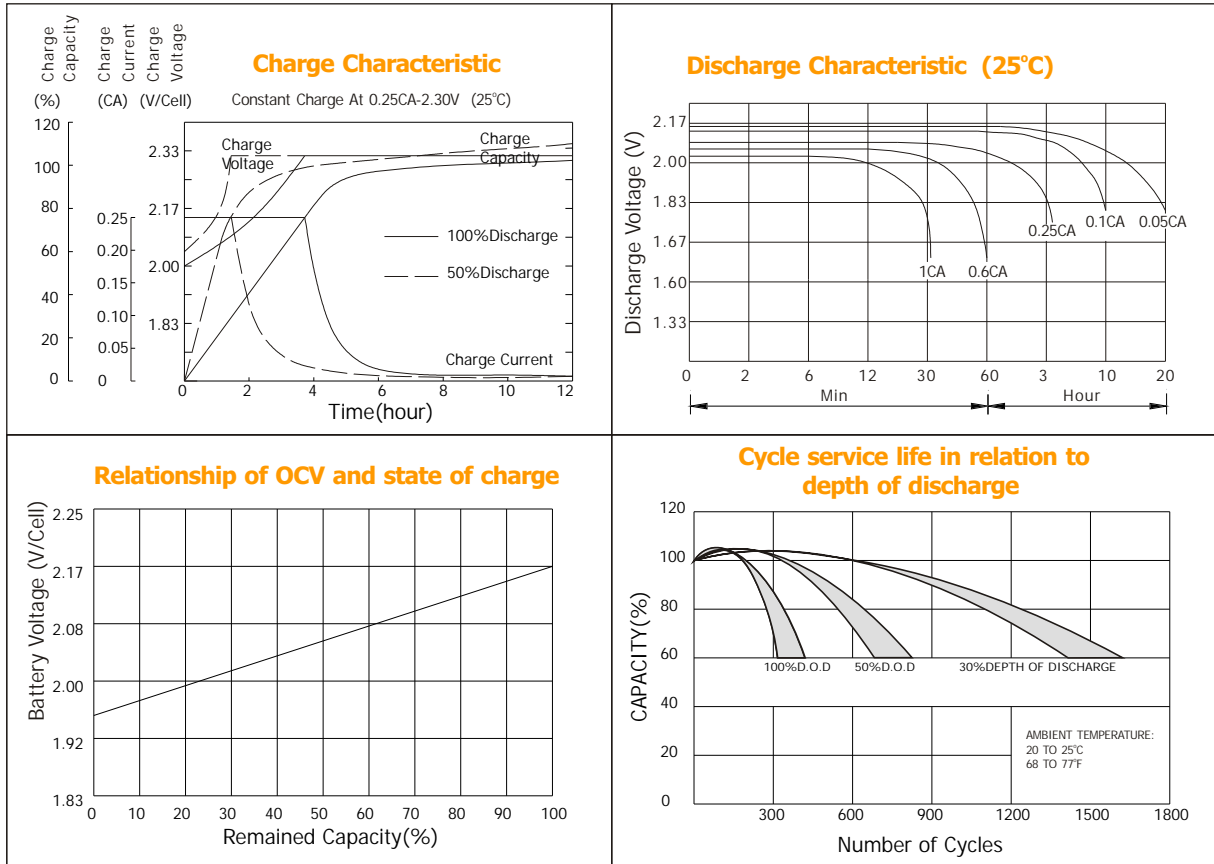 Charge Capacity
Charge Current
Charge Voltage
(%)
(CA)
(V/Cell)
Charge Characteristic
Constant Charge At 0.25CA-2.30V (25°C)
120
100
80
60
40
20
0
0.25
0.20
0.15
0.10
0.05
0
2.33
2.17
2.00
1.83
Charge Voltage
Charge Capacity
100%Discharge
50%Discharge
Charge Current
0 2 4 6 8 10 12
Time(hour)
Discharge Characteristic (25°C)
Discharge Voltage (V)
2.17
2.00
1.83
1.67
1.60
1.33
1CA
0.6CA
0.25CA
0.1CA
0.05CA
0 2 6 12 30 60 3 10 20
Min
Hour
Relationship of OCV and state of charge
Battery Voltage (V/Cell)
2.25
2.17
2.08
2.00
1.92
1.83
0 10 20 30 40 50 60 70 80 90 100
Remained Capacity(%)
Cycle service life in relation to
depth of discharge
CAPACITY(%)
120
100
80
60
40
20
0
100%D.O.D
50%D.O.D
30%DEPTH OF DISCHARGE
AMBIENT TEMPERATURE:
20 TO 25°C
68 TO 77°F
300 600 900 1200 1500 1800
Number of Cycles